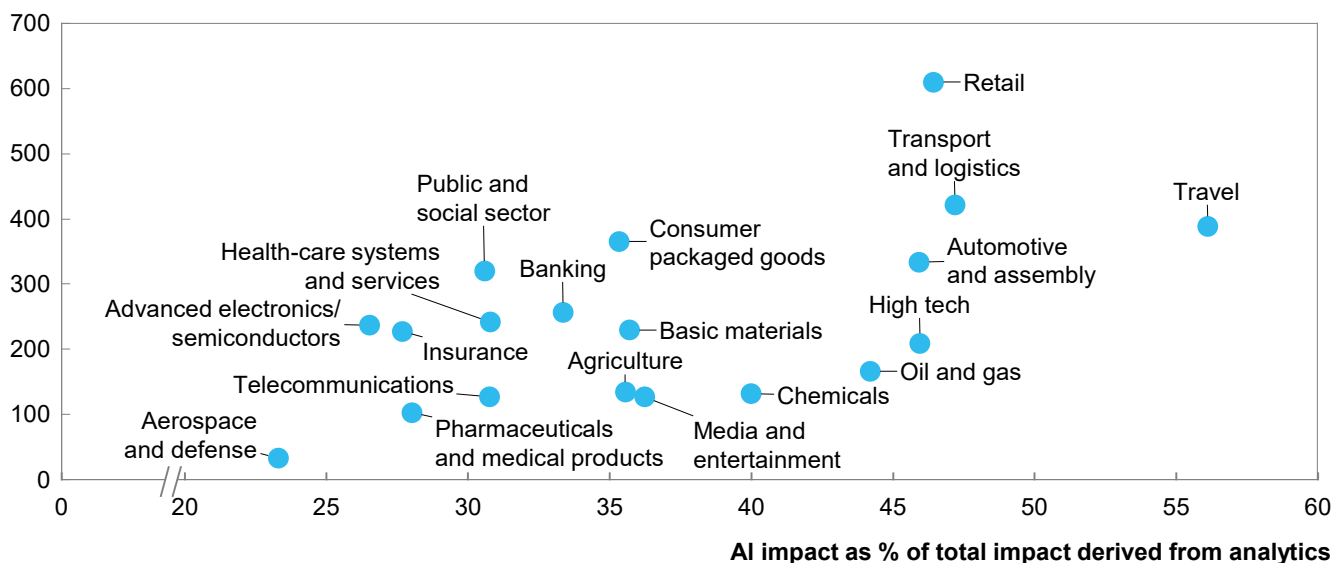 700
600
500
400
300
200
100
0
0
20
25
30
35
40
45
50
55
60
Retail
Transport
and logistics
Travel
Public and
social sector
Consumer
packaged goods
Health-care systems
and services
Banking
Automotive
and assembly
Advanced electronics/
semiconductors
Insurance
Basic materials
High tech
Agriculture
Oil and gas
Telecommunications
Chemicals
Aerospace
and defense
Pharmaceuticals
and medical products
Media and
entertainment
AI impact as % of total impact derived from analytics